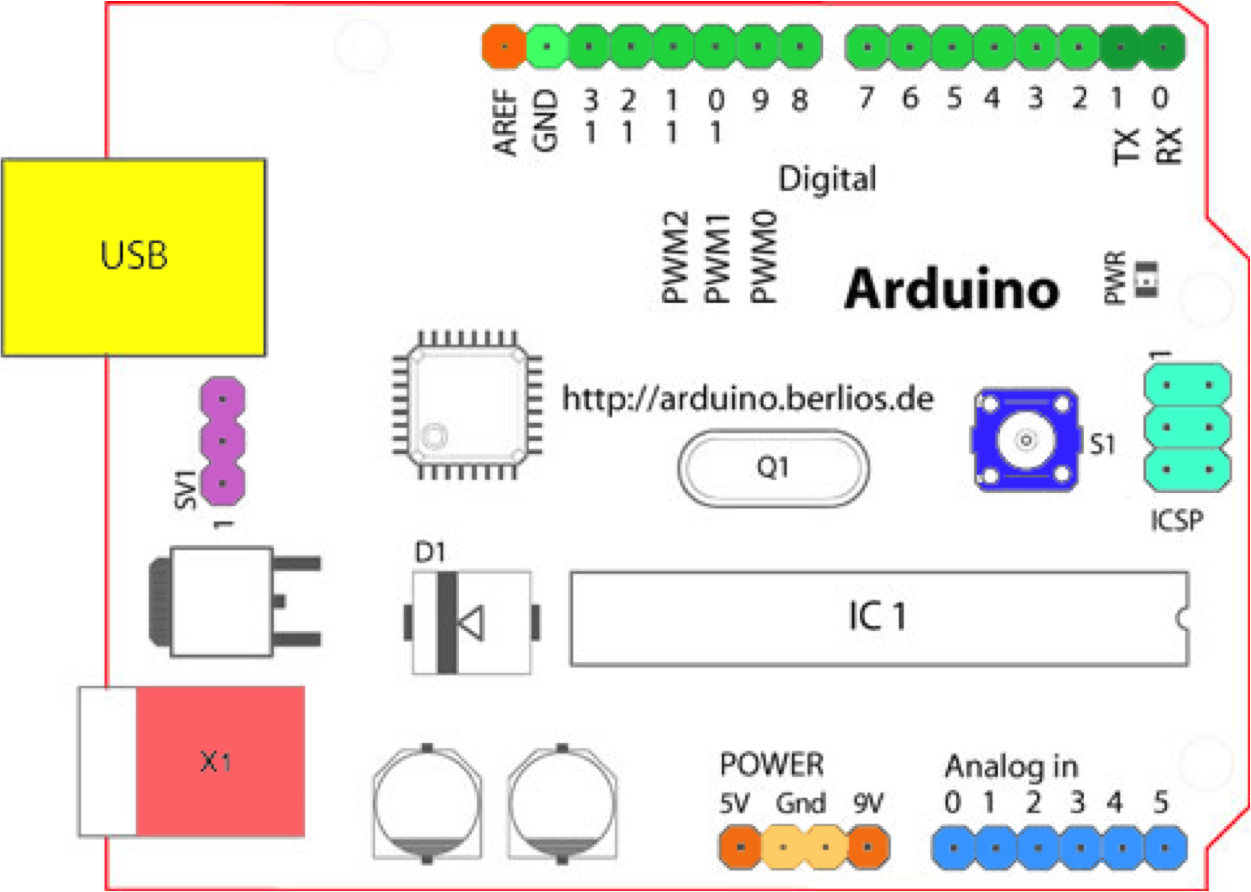 AREF GND 13 12 11 10 9 8 7 6 5 4 3 2 1 0
TX RX
Digital
USB
PWM2 PWM1 PWM0
Arduino
PWR
1
http://arduino.berlios.de
Q1
S1
SV1
1
ICSP
D1
IC 1
X1
POWER
5V Gnd 9V
Analog in
0 1 2 3 4 5